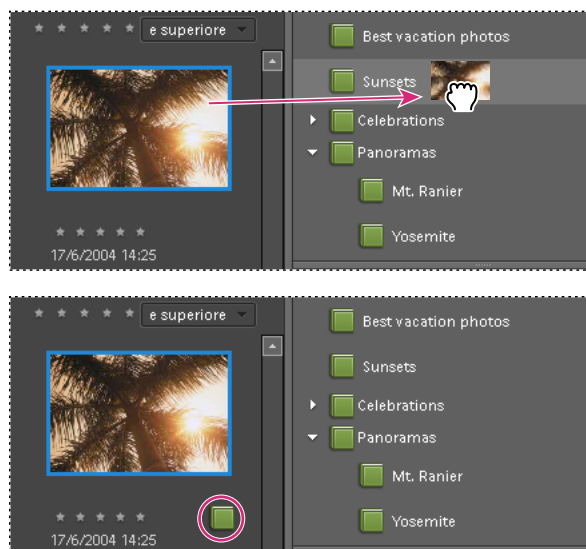 e superiore
Best vacation photos
Sunsets
Celebrations
Panoramas
Mt. Ranier
Yosemite
17/6/2004 14:25
e superiore
Best vacation photos
Sunsets
Celebrations
Panoramas
Mt. Ranier
Yosemite
17/6/2004 14:25